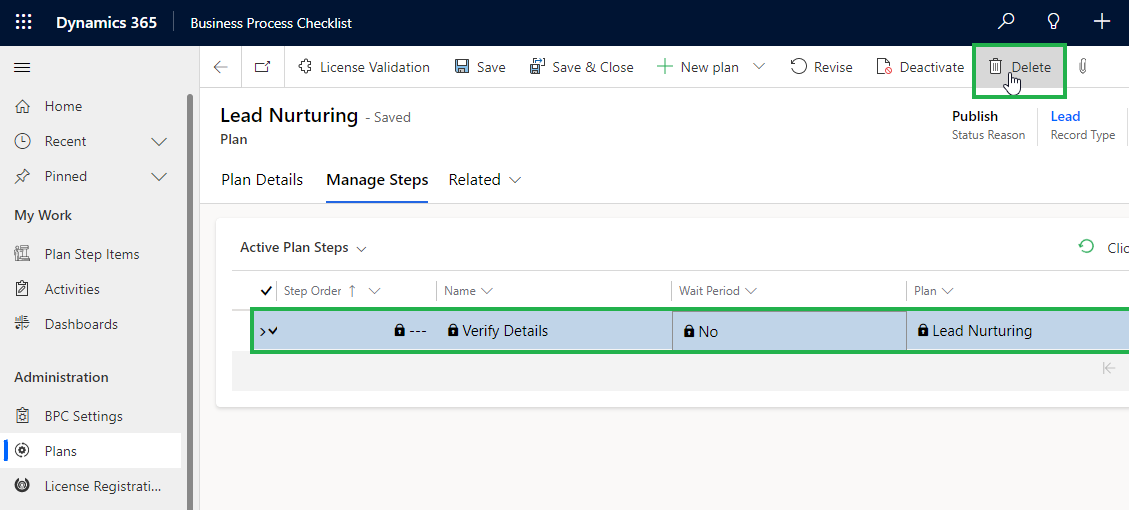 Dynamics 365 Business Process Checklist
License Validation Save Save & Close New plan Revise Deactivate Delete
Home
Recent
Pinned
My Work
Plan Step Items
Activities
Dashboards
Administration
BPC Settings
Plans
License Registrati...
Lead Nurturing - Saved
Plan
Publish
Status Reason
Lead
Record Type
Plan Details Manage Steps Related
Active Plan Steps
Clic
Step Order Name Wait Period Plan
--- Verify Details No Lead Nurturing